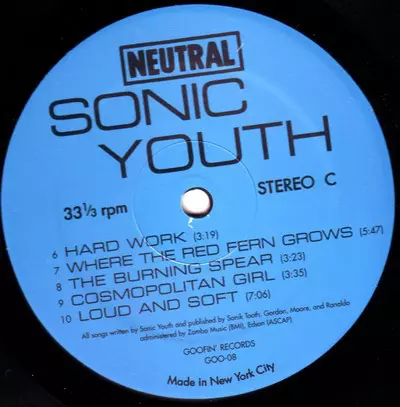 NEUTRAL
SONIC
YOUTH
33 1/3 rpm
STEREO C
6 HARD WORK (3:19)
7 WHERE THE RED FERN GROWS (5:47)
8 THE BURNING SPEAR (3:23)
9 COSMOPOLITAN GIRL (3:35)
10 LOUD AND SOFT (7:06)
All songs written by Sonic Youth and published by Sonik Tooth: Gordon, Moore, and Ranaldo
administered by Zomba Music (BMI), Edson (ASCAP)
GOOFIN' RECORDS
GOO-08
Made in New York City